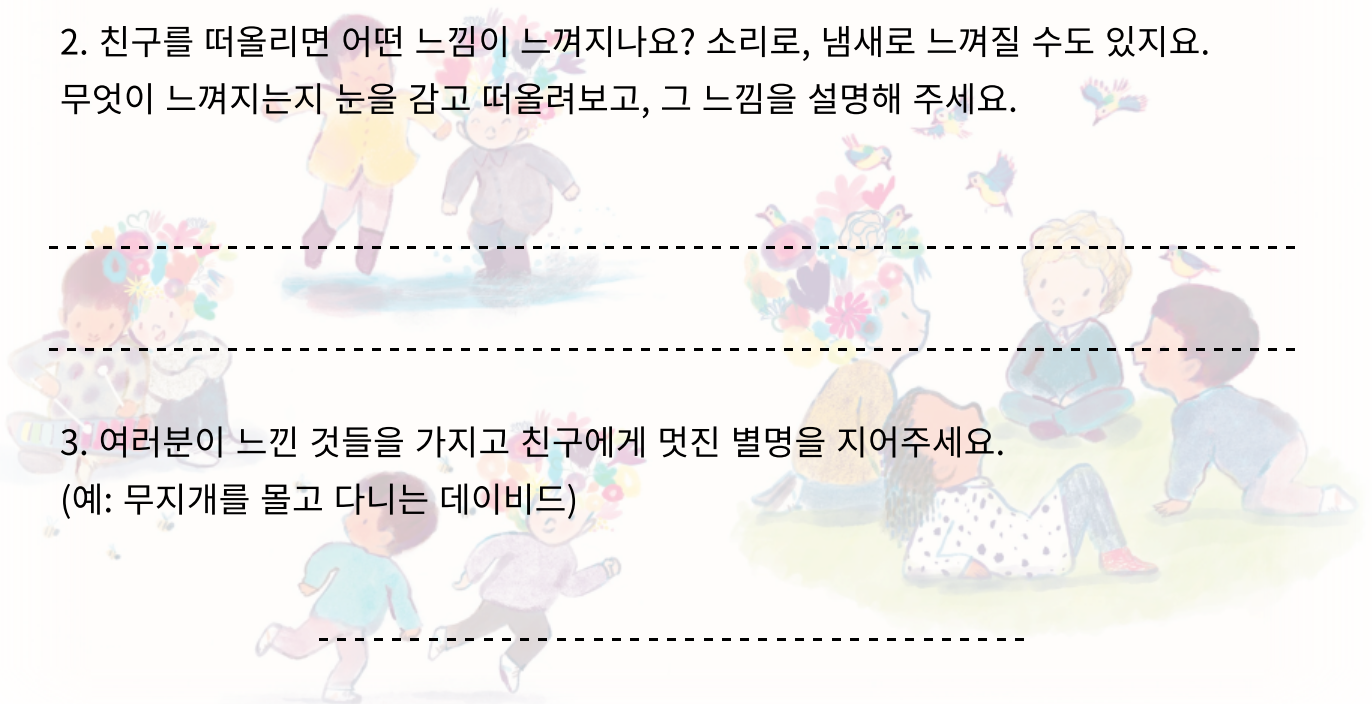 2. 친구를 떠올리면 어떤 느낌이 느껴지나요? 소리로, 냄새로 느껴질 수도 있지요.
무엇이 느껴지는지 눈을 감고 떠올려보고, 그 느낌을 설명해 주세요.
3. 여러분이 느낀 것들을 가지고 친구에게 멋진 별명을 지어주세요.
(예: 무지개를 몰고 다니는 데이비드)